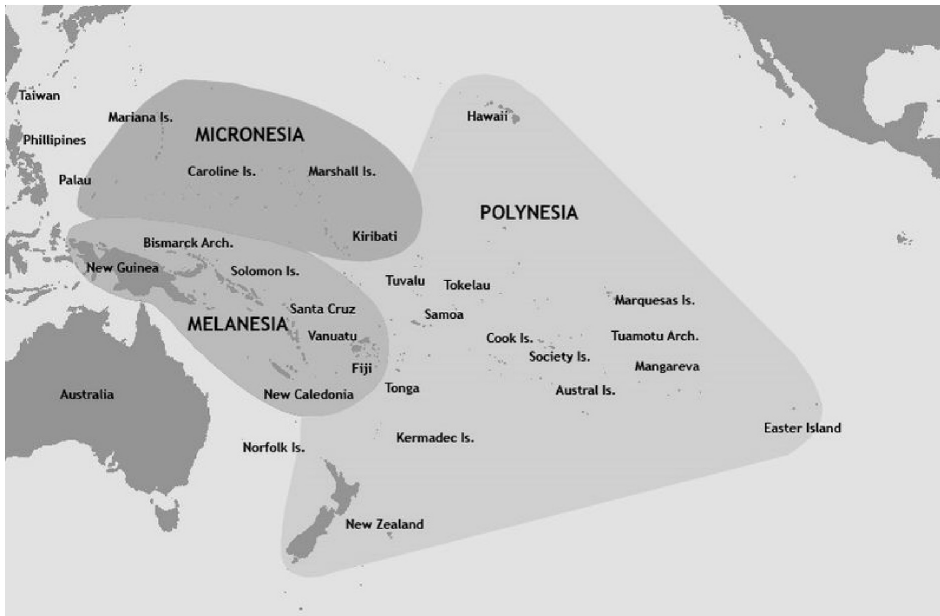 Taiwan
Hawaii
Mariana Is.
MICRONESIA
Phillipines
Caroline Is.
Marshall Is.
Palau
POLYNESIA
Kiribati
Bismarck Arch.
New Guinea
Solomon Is.
Tuvalu
Tokelau
Marquesas Is.
Santa Cruz
Samoa
MELANESIA
Vanuatu
Cook Is.
Tuamotu Arch.
Society Is.
Fiji
Mangareva
Tonga
Austral Is.
Australia
New Caledonia
Easter Island
Kermadec Is.
Norfolk Is.
New Zealand